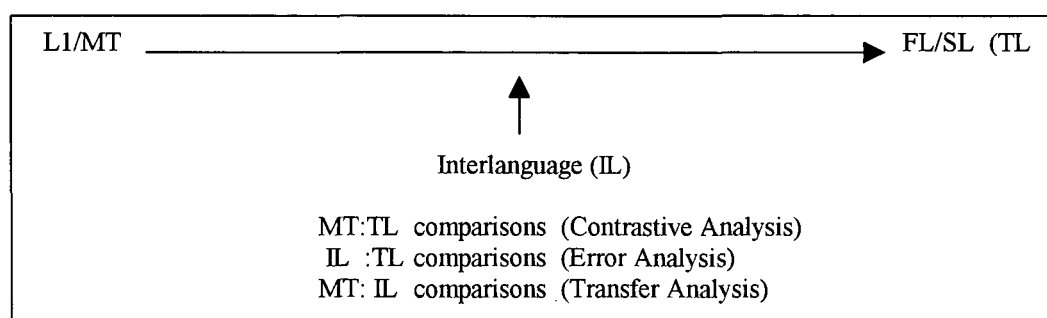 L1/MT FL/SL (TL
Interlanguage (IL)
MT:TL comparisons (Contrastive Analysis)
IL :TL comparisons (Error Analysis)
MT: IL comparisons (Transfer Analysis)